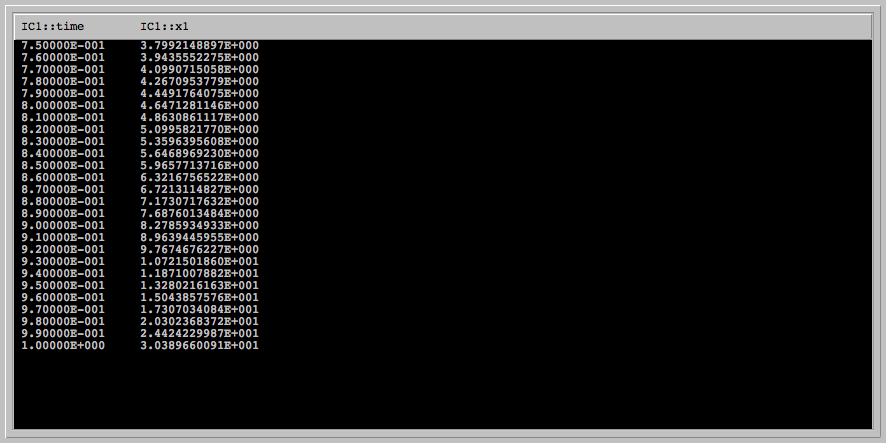 IC1::time IC1::x1
7.50000E-001 3.7992148897E+000
7.60000E-001 3.9435552275E+000
7.70000E-001 4.0990715058E+000
7.80000E-001 4.2670953779E+000
7.90000E-001 4.4491764075E+000
8.00000E-001 4.6471281146E+000
8.10000E-001 4.8630861117E+000
8.20000E-001 5.0995821770E+000
8.30000E-001 5.3596395608E+000
8.40000E-001 5.6468969230E+000
8.50000E-001 5.9657713716E+000
8.60000E-001 6.3216756522E+000
8.70000E-001 6.7213114827E+000
8.80000E-001 7.1730717632E+000
8.90000E-001 7.6876013484E+000
9.00000E-001 8.2785934933E+000
9.10000E-001 8.9639445955E+000
9.20000E-001 9.7674676227E+000
9.30000E-001 1.0721501860E+001
9.40000E-001 1.1871007882E+001
9.50000E-001 1.3280216163E+001
9.60000E-001 1.5043857576E+001
9.70000E-001 1.7307034084E+001
9.80000E-001 2.0302368372E+001
9.90000E-001 2.4424229987E+001
1.00000E+000 3.0389660091E+001